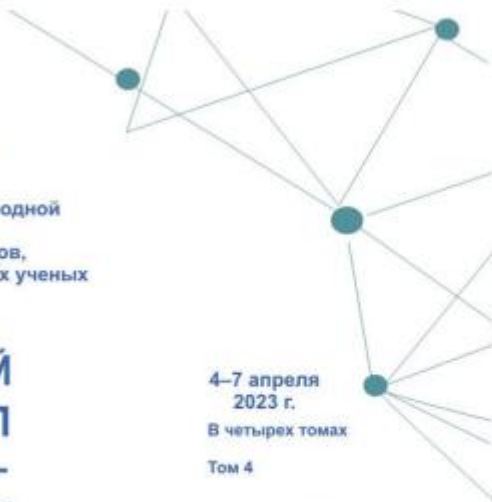 одной
ов,
х ученых
Й
4–7 апреля
2023 г.
В четырех томах
Том 4